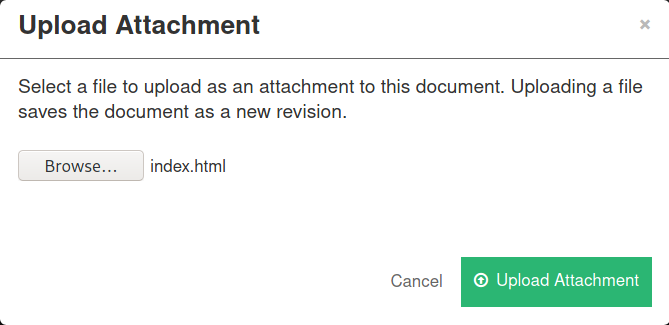 Upload Attachment
×
Select a file to upload as an attachment to this document. Uploading a file
saves the document as a new revision.
Browse... index.html
Cancel Upload Attachment